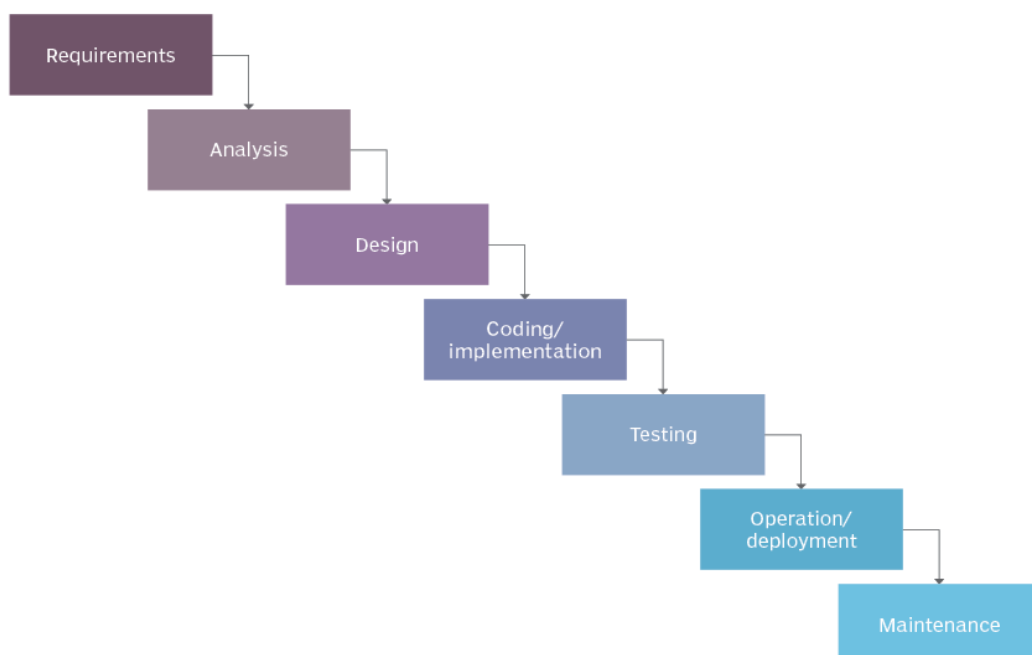 Requirements
Analysis
Design
Coding/
implementation
Testing
Operation/
deployment
Maintenance